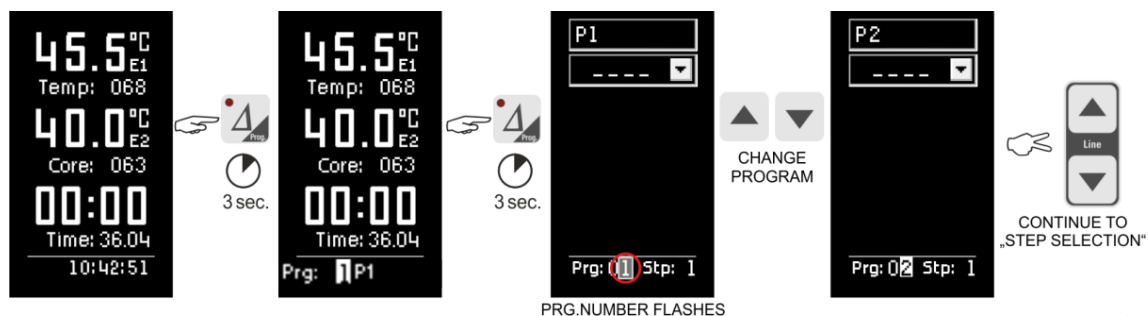 45.5°C
E1
Temp: 068
40.0°C
E2
Core: 063
00:00
Time: 36.04
10:42:51
Prog.
3 sec.
45.5°C
E1
Temp: 068
40.0°C
E2
Core: 063
00:00
Time: 36.04
Prg: 1 P1
Prog.
3 sec.
P1
_ _ _ _
Prg: 01 Stp: 1
PRG.NUMBER FLASHES
CHANGE
PROGRAM
P2
_ _ _ _
Prg: 02 Stp: 1
Line
CONTINUE TO
„STEP SELECTION“